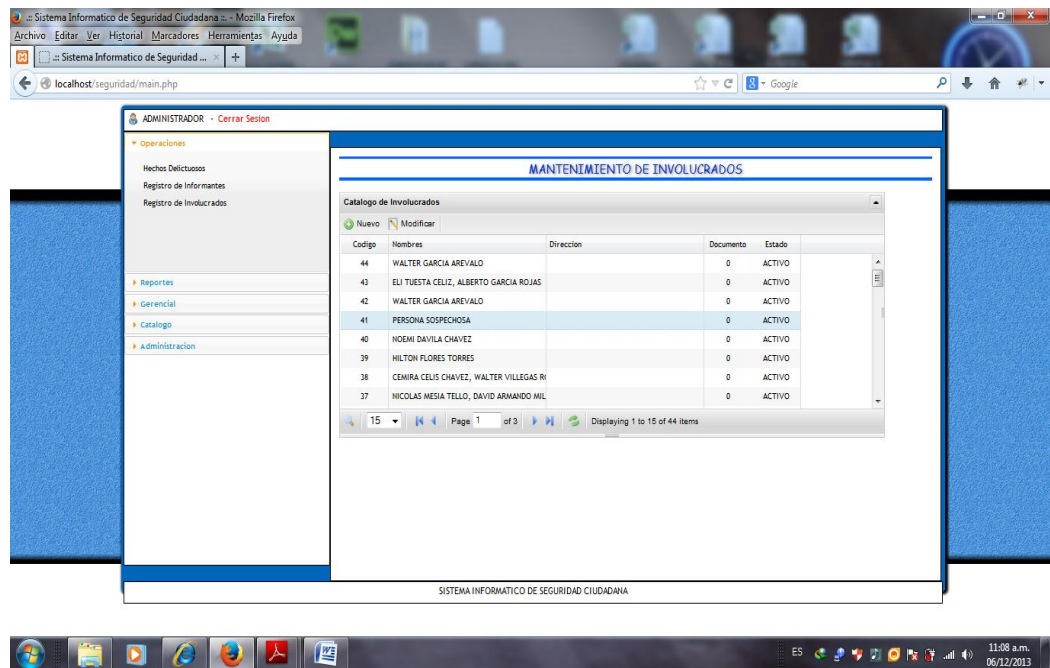 .:: Sistema Informatico de Seguridad Ciudadana ::. - Mozilla Firefox
Archivo Editar Ver Historial Marcadores Herramientas Ayuda
.:: Sistema Informatico de Seguridad ... × +
localhost/seguridad/main.php
Google
ADMINISTRADOR - Cerrar Sesion
Operaciones
Hechos Delictuosos
Registro de Informantes
Registro de Involucrados
Reportes
Gerencial
Catalogo
Administracion
MANTENIMIENTO DE INVOLUCRADOS
Catalogo de Involucrados
Nuevo Modificar
Codigo Nombres Direccion Documento Estado
44 WALTER GARCIA AREVALO 0 ACTIVO
43 ELI TUESTA CELIZ, ALBERTO GARCIA ROJAS 0 ACTIVO
42 WALTER GARCIA AREVALO 0 ACTIVO
41 PERSONA SOSPECHOSA 0 ACTIVO
40 NOEMI DAVILA CHAVEZ 0 ACTIVO
39 HILTON FLORES TORRES 0 ACTIVO
38 CEMIRA CELIS CHAVEZ, WALTER VILLEGAS 0 ACTIVO
37 NICOLAS MESIA TELLO, DAVID ARMANDO MIL 0 ACTIVO
15 Page 1 of 3 Displaying 1 to 15 of 44 items
SISTEMA INFORMATICO DE SEGURIDAD CIUDADANA
ES 11:08 a.m.
06/12/2013